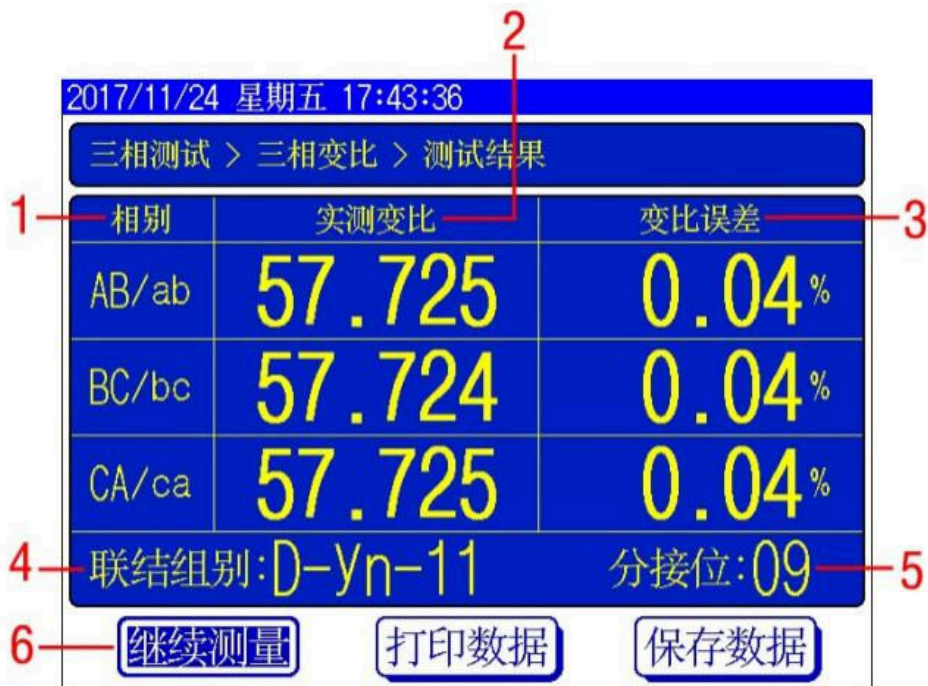 2
2017/11/24 星期五 17:43:36
三相测试 > 三相变比 > 测试结果
1 相别 实测变比 变比误差 3
AB/ab 57.725 0.04%
BC/bc 57.724 0.04%
CA/ca 57.725 0.04%
4 联结组别:D-yn-11 分接位:09 5
6 继续测量 打印数据 保存数据